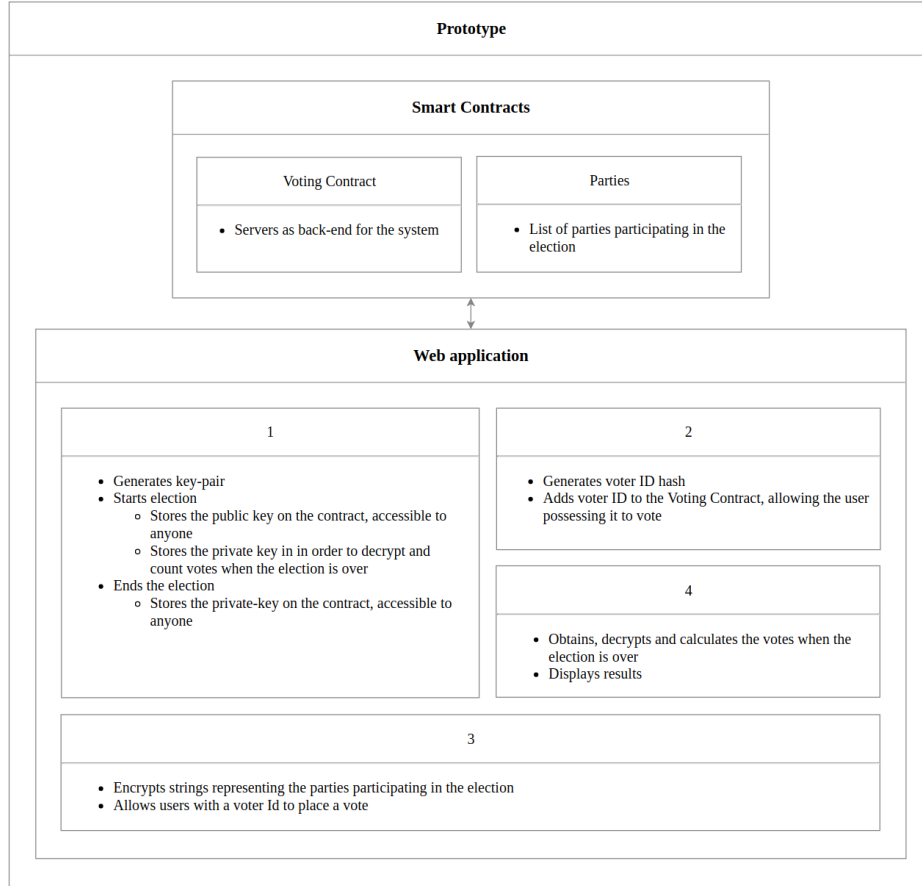 Prototype
Smart Contracts
Voting Contract
• Servers as back-end for the system
Parties
• List of parties participating in the
election
Web application
1
• Generates key-pair
• Starts election
○ Stores the public key on the contract, accessible to
anyone
○ Stores the private key in in order to decrypt and
count votes when the election is over
• Ends the election
○ Stores the private-key on the contract, accessible to
anyone
2
• Generates voter ID hash
• Adds voter ID to the Voting Contract, allowing the user
possessing it to vote
4
• Obtains, decrypts and calculates the votes when the
election is over
• Displays results
3
• Encrypts strings representing the parties participating in the election
• Allows users with a voter Id to place a vote